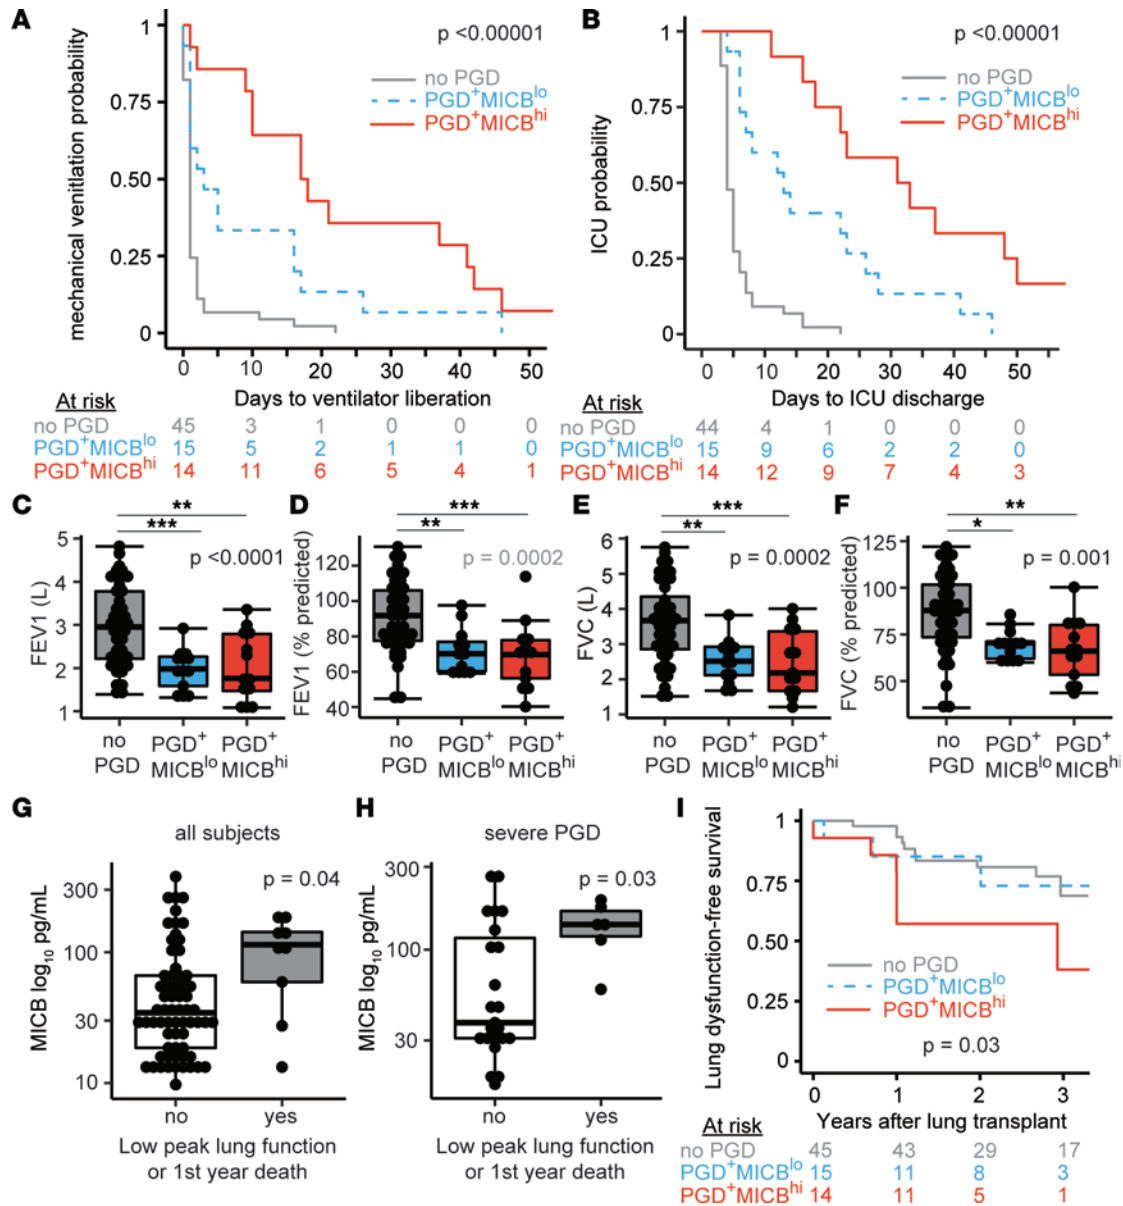 A
p <0.00001
no PGD
PGD+MICBlo
PGD+MICBhi
mechanical venitlation probability
1
0.75
0.50
0.25
0
0 10 20 30 40 50
Days to ventilator liberation
At risk
no PGD 45 3 1 0 0 0
PGD+MICBlo 15 5 2 1 1 0
PGD+MICBhi 14 11 6 5 4 1
B
p <0.00001
no PGD
PGD+MICBlo
PGD+MICBhi
ICU probability
1
0.75
0.50
0.25
0
0 10 20 30 40 50
Days to ICU discharge
At risk
no PGD 44 4 1 0 0 0
PGD+MICBlo 15 9 6 2 2 0
PGD+MICBhi 14 12 9 7 4 3
C
**
***
p <0.0001
FEV1 (L)
5
4
3
2
1
no PGD
PGD+ MICBlo
PGD+ MICBhi
D
***
**
p = 0.0002
FEV1 (% predicted)
120
100
80
60
40
no PGD
PGD+ MICBlo
PGD+ MICBhi
E
***
**
p = 0.0002
FVC (L)
6
5
4
3
2
1
no PGD
PGD+ MICBlo
PGD+ MICBhi
F
**
*
p = 0.001
FVC (% predicted)
125
100
75
50
no PGD
PGD+ MICBlo
PGD+ MICBhi
G
all subjects
p = 0.04
MICB log10 pg/mL
300
100
30
10
no yes
Low peak lung function
or 1st year death
H
severe PGD
p = 0.03
MICB log10 pg/mL
300
100
30
no yes
Low peak lung function
or 1st year death
I
Lung dysfunction-free survival
1
0.75
0.50
0.25
0
no PGD
PGD+MICBlo
PGD+MICBhi
p = 0.03
0 1 2 3
Years after lung transplant
At risk
no PGD 45 43 29 17
PGD+MICBlo 15 11 8 3
PGD+MICBhi 14 11 5 1